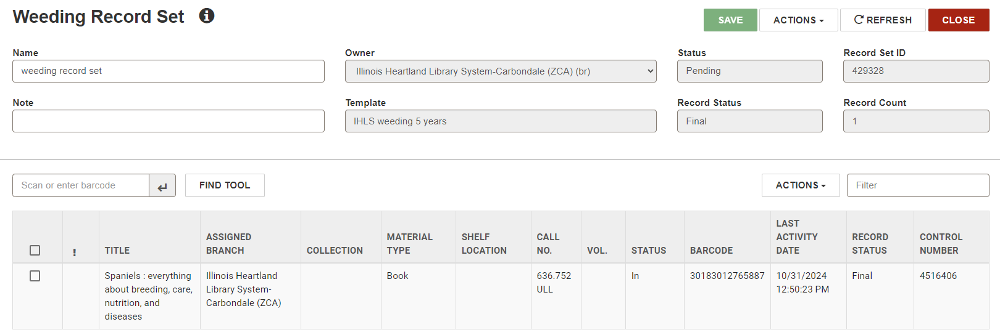 Weeding Record Set
SAVE
ACTIONS
REFRESH
CLOSE
Name
Owner
Status
Record Set ID
weeding record set
Illinois Heartland Library System-Carbondale (ZCA) (br)
Pending
429328
Note
Template
Record Status
Record Count
IHLS weeding 5 years
Final
1
Scan or enter barcode
FIND TOOL
ACTIONS
Filter
!
TITLE
ASSIGNED
BRANCH
COLLECTION
MATERIAL
TYPE
SHELF
LOCATION
CALL
NO.
VOL.
STATUS
BARCODE
LAST
ACTIVITY
DATE
RECORD
STATUS
CONTROL
NUMBER
Spaniels : everything
about breeding, care,
nutrition, and
diseases
Illinois Heartland
Library System-
Carbondale (ZCA)
Book
636.752
ULL
In
30183012765887
10/31/2024
12:50:23 PM
Final
4516406